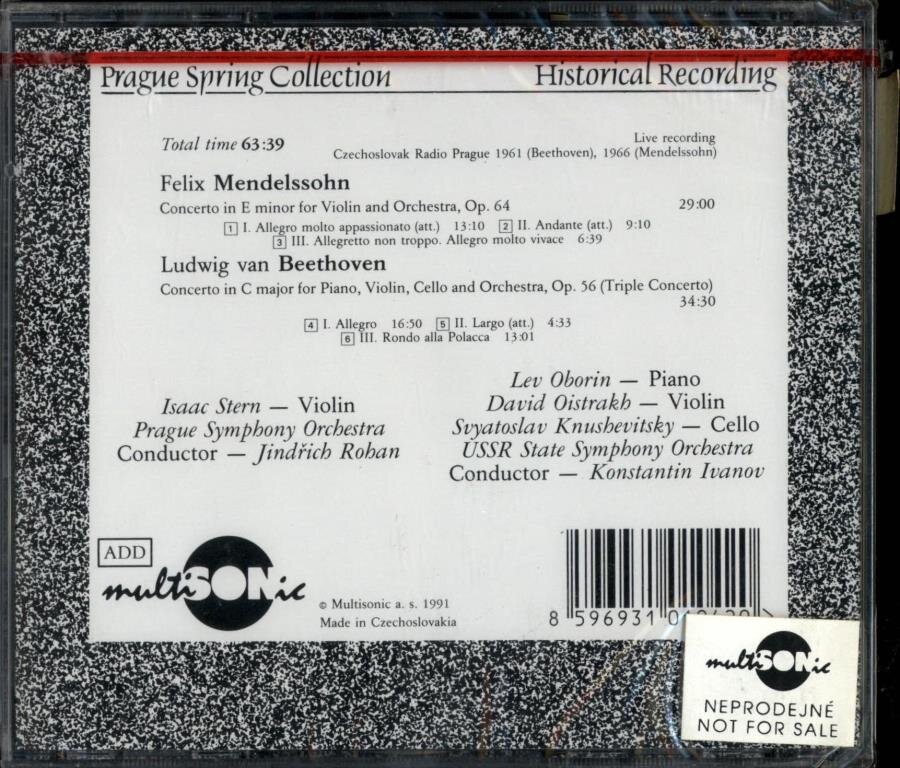 Prague Spring Collection Historical Recording
Total time 63:39
Live recording
Czechoslovak Radio Prague 1961 (Beethoven), 1966 (Mendelssohn)
Felix Mendelssohn
Concerto in E minor for Violin and Orchestra, Op. 64 29:00
1 I. Allegro molto appassionato (att.) 13:10 2 II. Andante (att.) 9:10
3 III. Allegretto non troppo. Allegro molto vivace 6:39
Ludwig van Beethoven
Concerto in C major for Piano, Violin, Cello and Orchestra, Op. 56 (Triple Concerto)
34:30
4 I. Allegro 16:50 5 II. Largo (att.) 4:33
6 III. Rondo alla Polacca 13:01
Isaac Stern — Violin
Prague Symphony Orchestra
Conductor — Jindřich Rohan
Lev Oborin — Piano
David Oistrakh — Violin
Svyatoslav Knushevitsky — Cello
USSR State Symphony Orchestra
Conductor — Konstantin Ivanov
ADD
multiSONic
© Multisonic a. s. 1991
Made in Czechoslovakia
8 596931
multiSONic
NEPRODEJNÉ
NOT FOR SALE